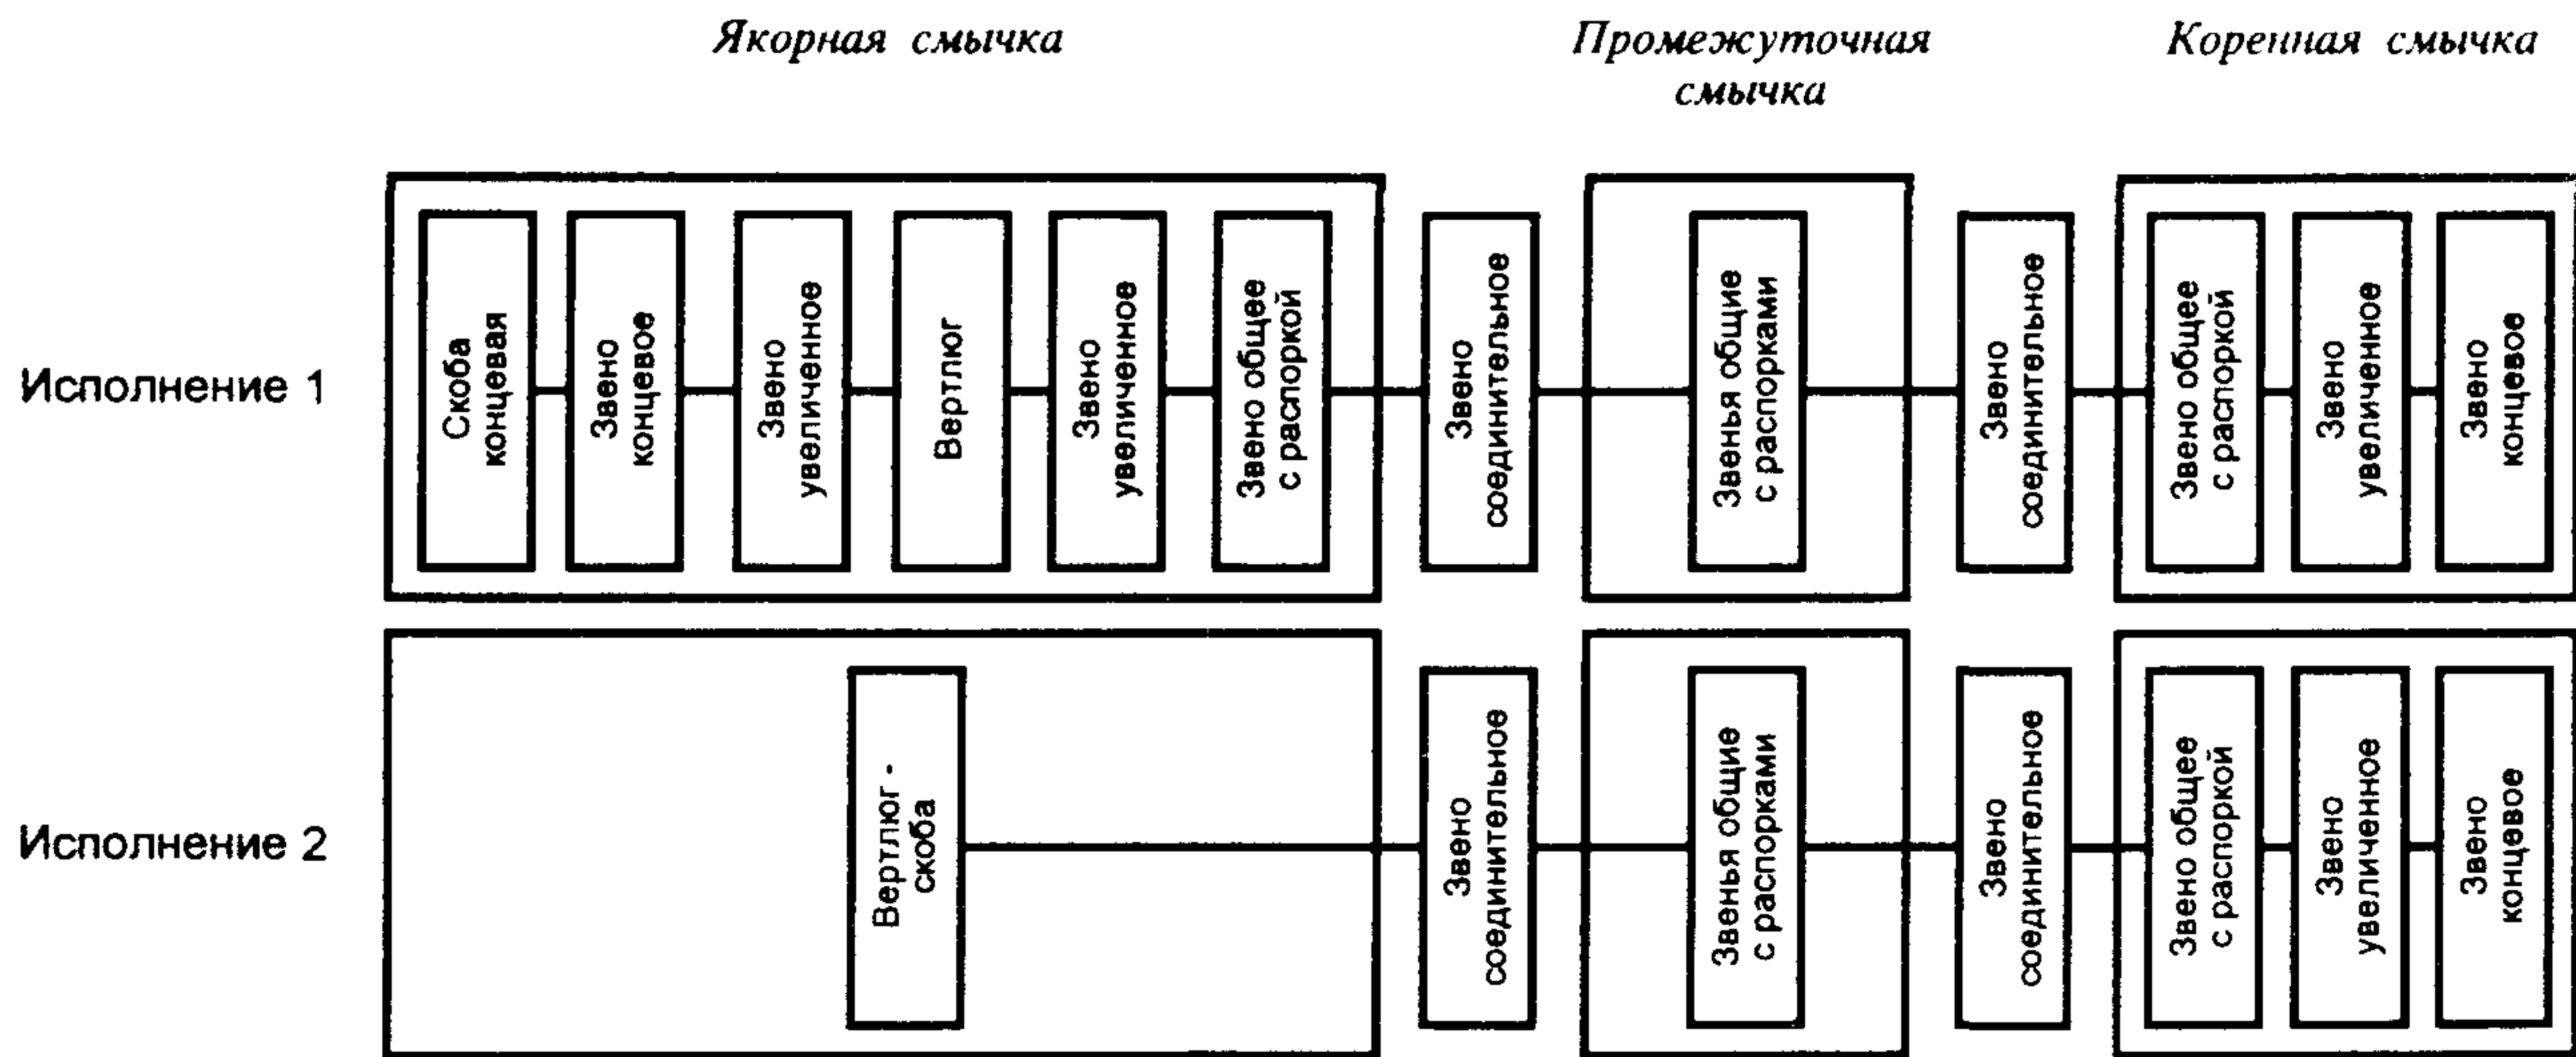 Якорная смычка
Промежуточная
смычка
Коренная смычка
Исполнение 1
Скоба
концевая
Звено
концевое
Звено
увеличенное
Вертлюг
Звено
увеличенное
Звено общее
с распоркой
Звено
соединительное
Звенья общие
с распорками
Звено
соединительное
Звено общее
с распоркой
Звено
увеличенное
Звено
концевое
Исполнение 2
Вертлюг -
скоба
Звено
соединительное
Звенья общие
с распорками
Звено
соединительное
Звено общее
с распоркой
Звено
увеличенное
Звено
концевое